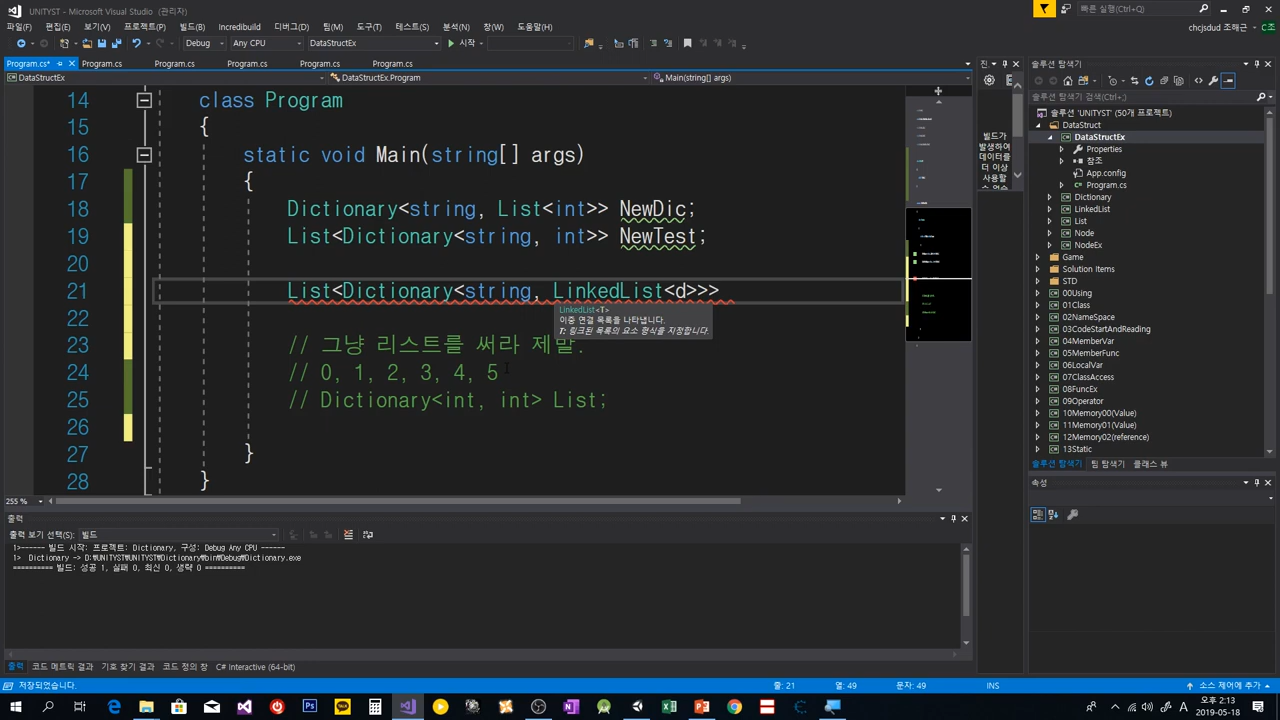 UNITYST - Microsoft Visual Studio (관리자)
빠른 실행(Ctrl+Q)
파일(F) 편집(E) 보기(V) 프로젝트(P) 빌드(B) Incredibuild 디버그(D) 팀(M) 도구(T) 테스트(S) 분석(N) 창(W) 도움말(H)
chcjsdud 조해근
Debug Any CPU DataStructEx 시작
Program.cs* Program.cs Program.cs Program.cs Program.cs Program.cs
DataStructEx DataStructEx.Program Main(string[] args)
14 class Program
15 {
16 static void Main(string[] args)
17 {
18 Dictionary<string, List<int>> NewDic;
19 List<Dictionary<string, int>> NewTest;
20
21 List<Dictionary<string, LinkedList<d>>>
LinkedList<T>
이중 연결 목록을 나타냅니다.
T: 링크된 목록의 요소 형식을 지정합니다.
22
23 // 그냥 리스트를 써라 제발.
24 // 0, 1, 2, 3, 4, 5
25 // Dictionary<int, int> List;
26
27 }
28 }
255 %
진
빌드가
발생하여
데이터를
더 이상
사용할
솔루션 탐색기
솔루션 탐색기 검색(Ctrl+;)
솔루션 'UNITYST' (50개 프로젝트)
DataStruct
DataStructEx
Properties
참조
App.config
Program.cs
Dictionary
LinkedList
List
Node
NodeEx
Game
Solution Items
STD
00Using
01Class
02NameSpace
03CodeStartAndReading
04MemberVar
05MemberFunc
06LocalVar
07ClassAccess
08FuncEx
09Operator
10Memory00(Value)
11Memory01(Value)
12Memory02(reference)
13Static
솔루션 탐색기 팀 탐색기 클래스 뷰
속성
출력
출력 보기 선택(S): 빌드
1>------ 빌드 시작: 프로젝트: Dictionary, 구성: Debug Any CPU ------
1> Dictionary -> D:₩UNITYST₩UNITYST₩Dictionary₩bin₩Debug₩Dictionary.exe
========== 빌드: 성공 1, 실패 0, 최신 0, 생략 0 ==========
출력 코드 메트릭 결과 기호 찾기 결과 코드 정의 창 C# Interactive (64-bit)
저장되었습니다. 줄: 21 열: 49 문자: 49 INS 소스 제어에 추가
A 오후 2:13
2019-05-18